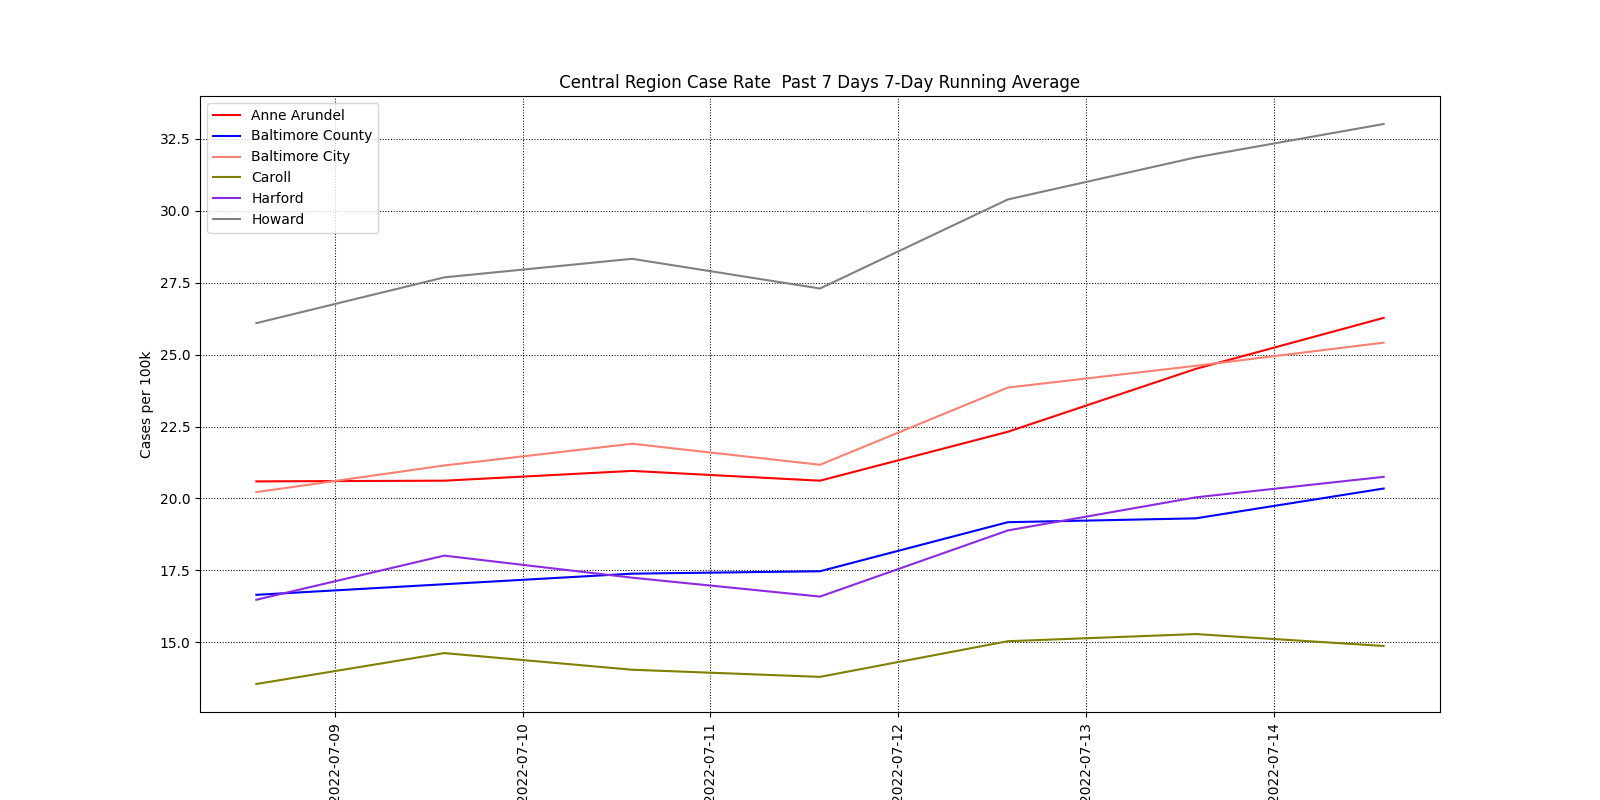 Central Region Case Rate  Past 7 Days 7-Day Running Average
Anne Arundel
Baltimore County
Baltimore City
Caroll
Harford
Howard
Cases per 100k
32.5
30.0
27.5
25.0
22.5
20.0
17.5
15.0
2022-07-09
2022-07-10
2022-07-11
2022-07-12
2022-07-13
2022-07-14